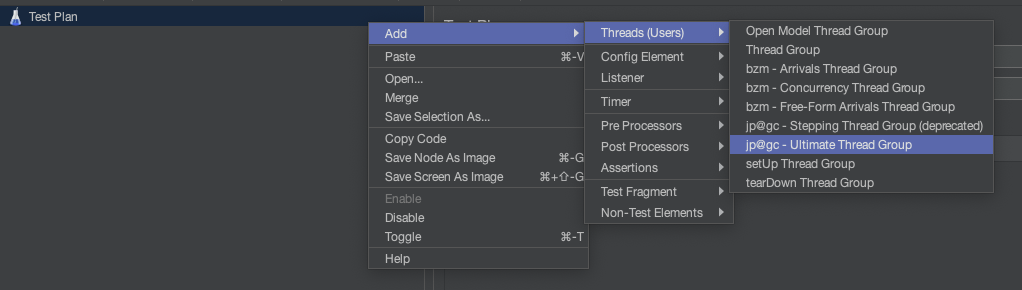 Test Plan
Add
Paste ⌘-V
Open...
Merge
Save Selection As...
Copy Code
Save Node As Image ⌘-G
Save Screen As Image ⌘+⇧-G
Enable
Disable
Toggle ⌘-T
Help
Threads (Users)
Config Element
Listener
Timer
Pre Processors
Post Processors
Assertions
Test Fragment
Non-Test Elements
Open Model Thread Group
Thread Group
bzm - Arrivals Thread Group
bzm - Concurrency Thread Group
bzm - Free-Form Arrivals Thread Group
jp@gc - Stepping Thread Group (deprecated)
jp@gc - Ultimate Thread Group
setUp Thread Group
tearDown Thread Group